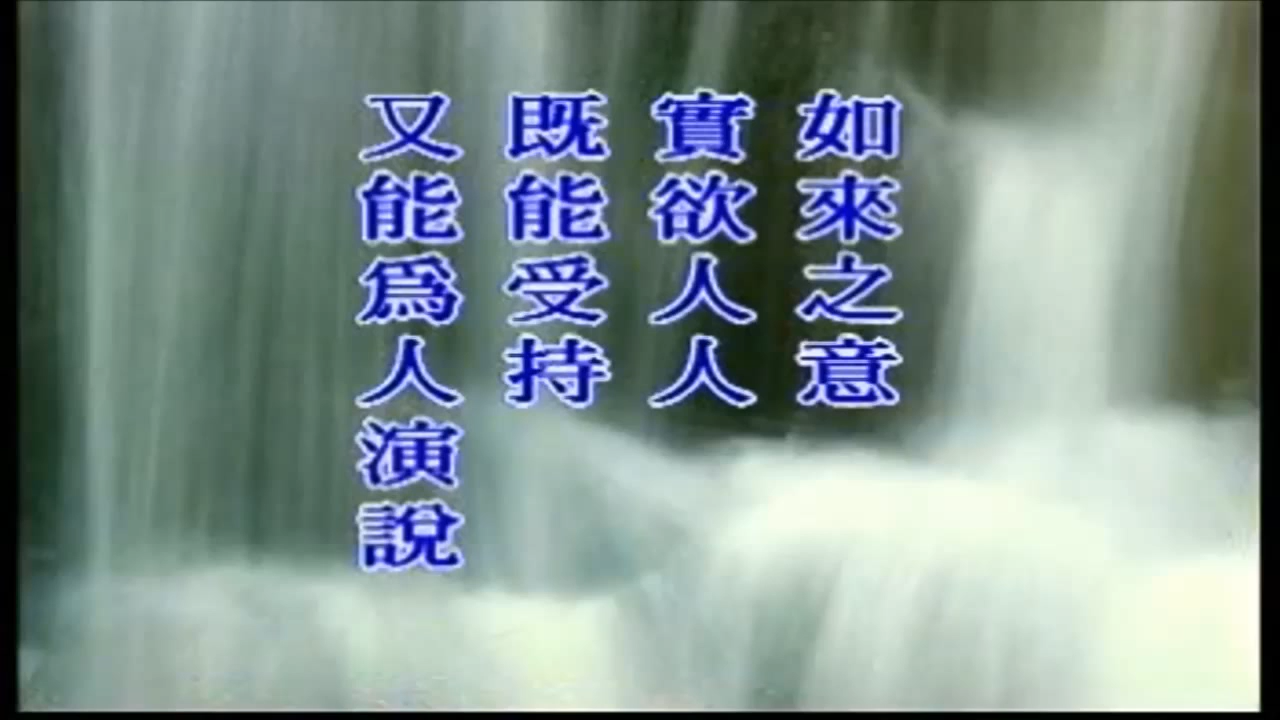 如來之意
實欲人人
既能受持
又能爲人演說